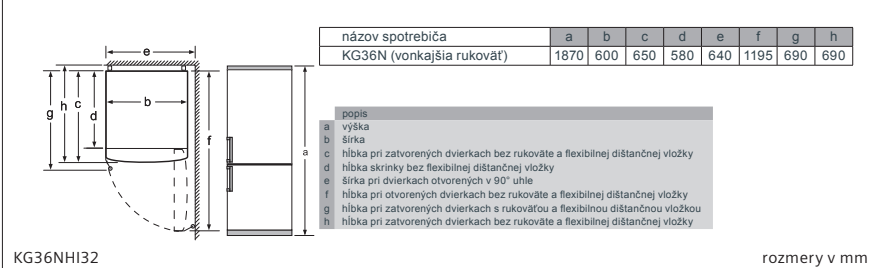 názov spotrebiča a b c d e f g h
KG36N (vonkajšia rukoväť) 1870 600 650 580 640 1195 690 690
e
g h c d b f a
popis
a výška
b šírka
c hĺbka pri zatvorených dvierkach bez rukoväte a flexibilnej dištančnej vložky
d hĺbka skrinky bez flexibilnej dištančnej vložky
e šírka pri dvierkach otvorených v 90° uhle
f hĺbka pri otvorených dvierkach bez rukoväte a flexibilnej dištančnej vložky
g hĺbka pri zatvorených dvierkach s rukoväťou a flexibilnou dištančnou vložkou
h hĺbka pri zatvorených dvierkach bez rukoväte a flexibilnej dištančnej vložky
KG36NHI32 rozmery v mm